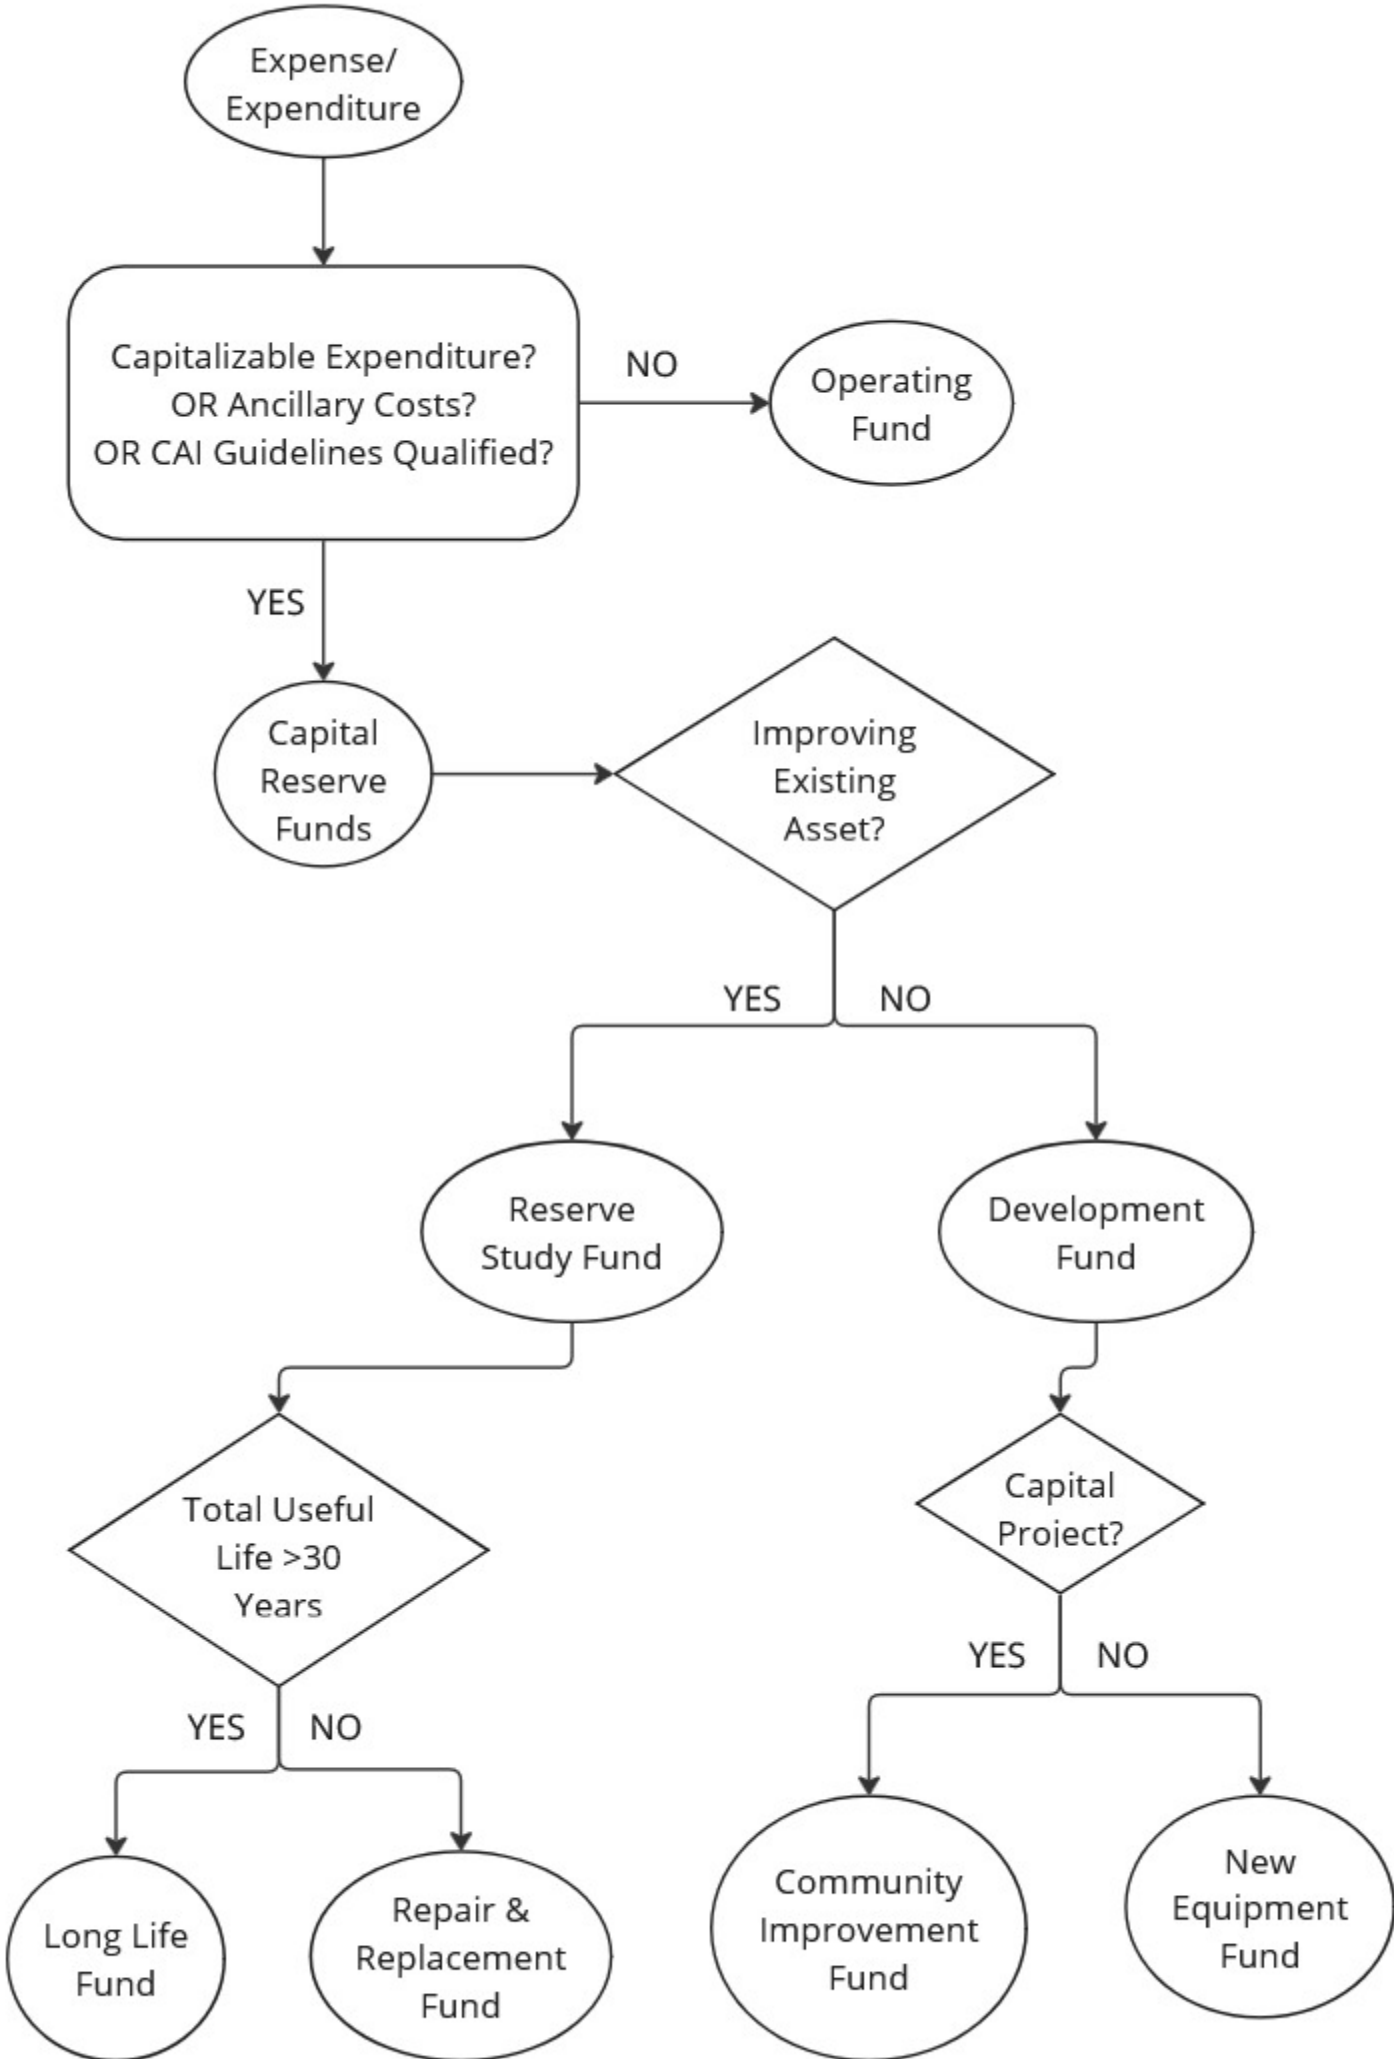 Expense/
Expenditure
Capitalizable Expenditure?
OR Ancillary Costs?
OR CAI Guidelines Qualified?
NO
Operating
Fund
YES
Capital
Reserve
Funds
Improving
Existing
Asset?
YES
NO
Reserve
Study Fund
Development
Fund
Total Useful
Life >30
Years
Capital
Project?
YES
NO
YES
NO
Long Life
Fund
Repair &
Replacement
Fund
Community
Improvement
Fund
New
Equipment
Fund